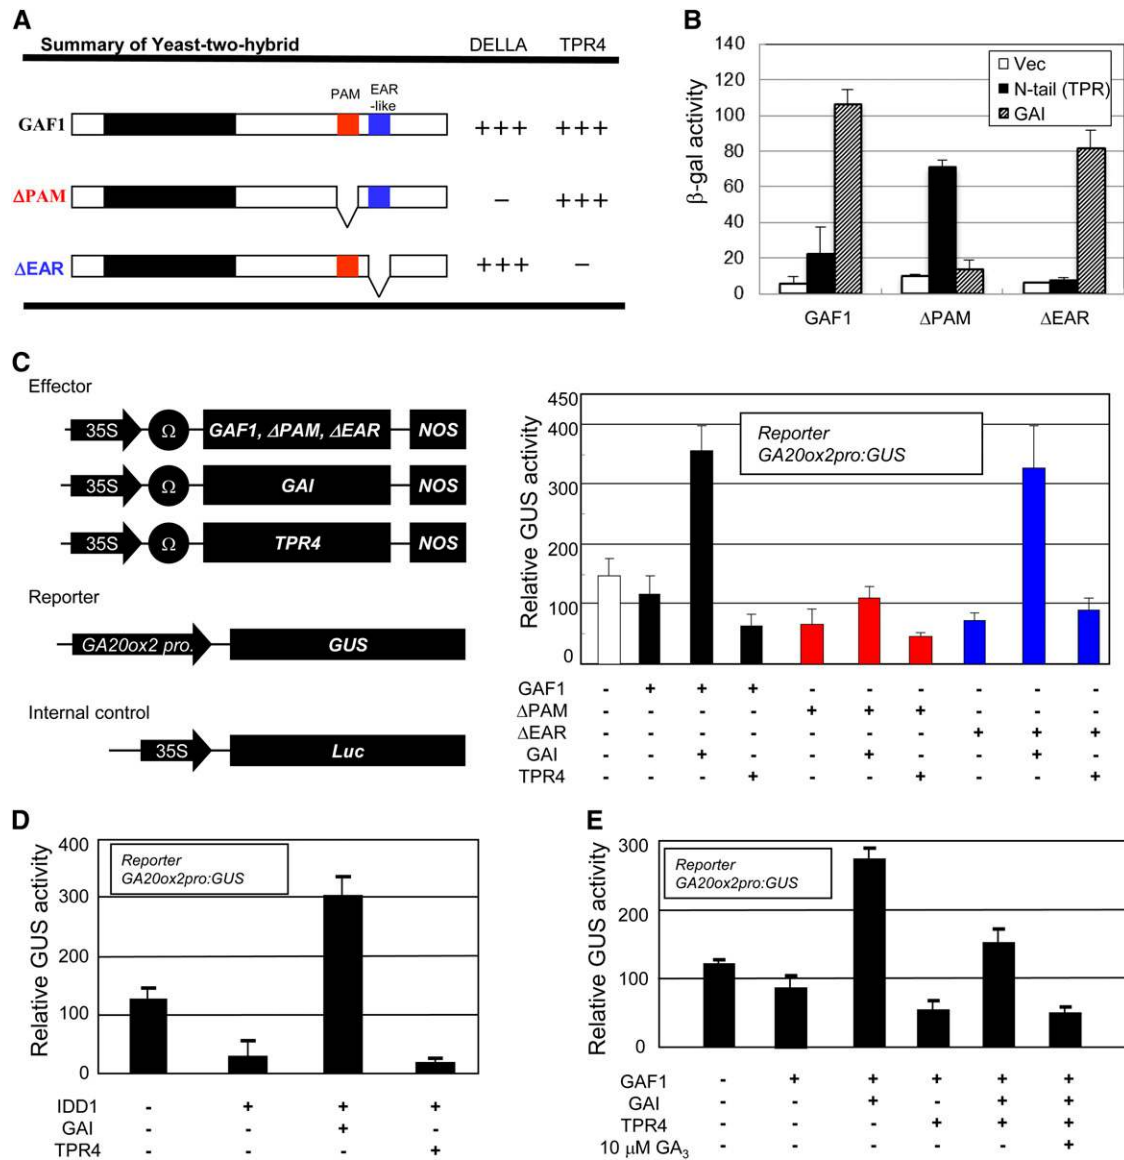 A
Summary of Yeast-two-hybrid DELLA TPR4
PAM EAR
-like
GAF1 +++ +++
ΔPAM − +++
ΔEAR +++ −
B
β-gal activity
140
120
100
80
60
40
20
0
Vec
N-tail (TPR)
GAI
GAF1 ΔPAM ΔEAR
C
Effector
35S Ω GAF1, ΔPAM, ΔEAR NOS
35S Ω GAI NOS
35S Ω TPR4 NOS
Reporter
GA20ox2 pro. GUS
Internal control
35S Luc
Relative GUS activity
450
400
300
200
100
0
Reporter
GA20ox2pro:GUS
GAF1 - + + + - - - - - -
ΔPAM - - - - + + + - - -
ΔEAR - - - - - - - + + +
GAI - - + - - + - - + -
TPR4 - - - + - - + - - +
D
Relative GUS activity
400
300
200
100
0
Reporter
GA20ox2pro:GUS
IDD1 - + + +
GAI - - + -
TPR4 - - - +
E
Relative GUS activity
300
200
100
0
Reporter
GA20ox2pro:GUS
GAF1 - + + + + +
GAI - - + - + +
TPR4 - - - + + +
10 μM GA3 - - - - - +